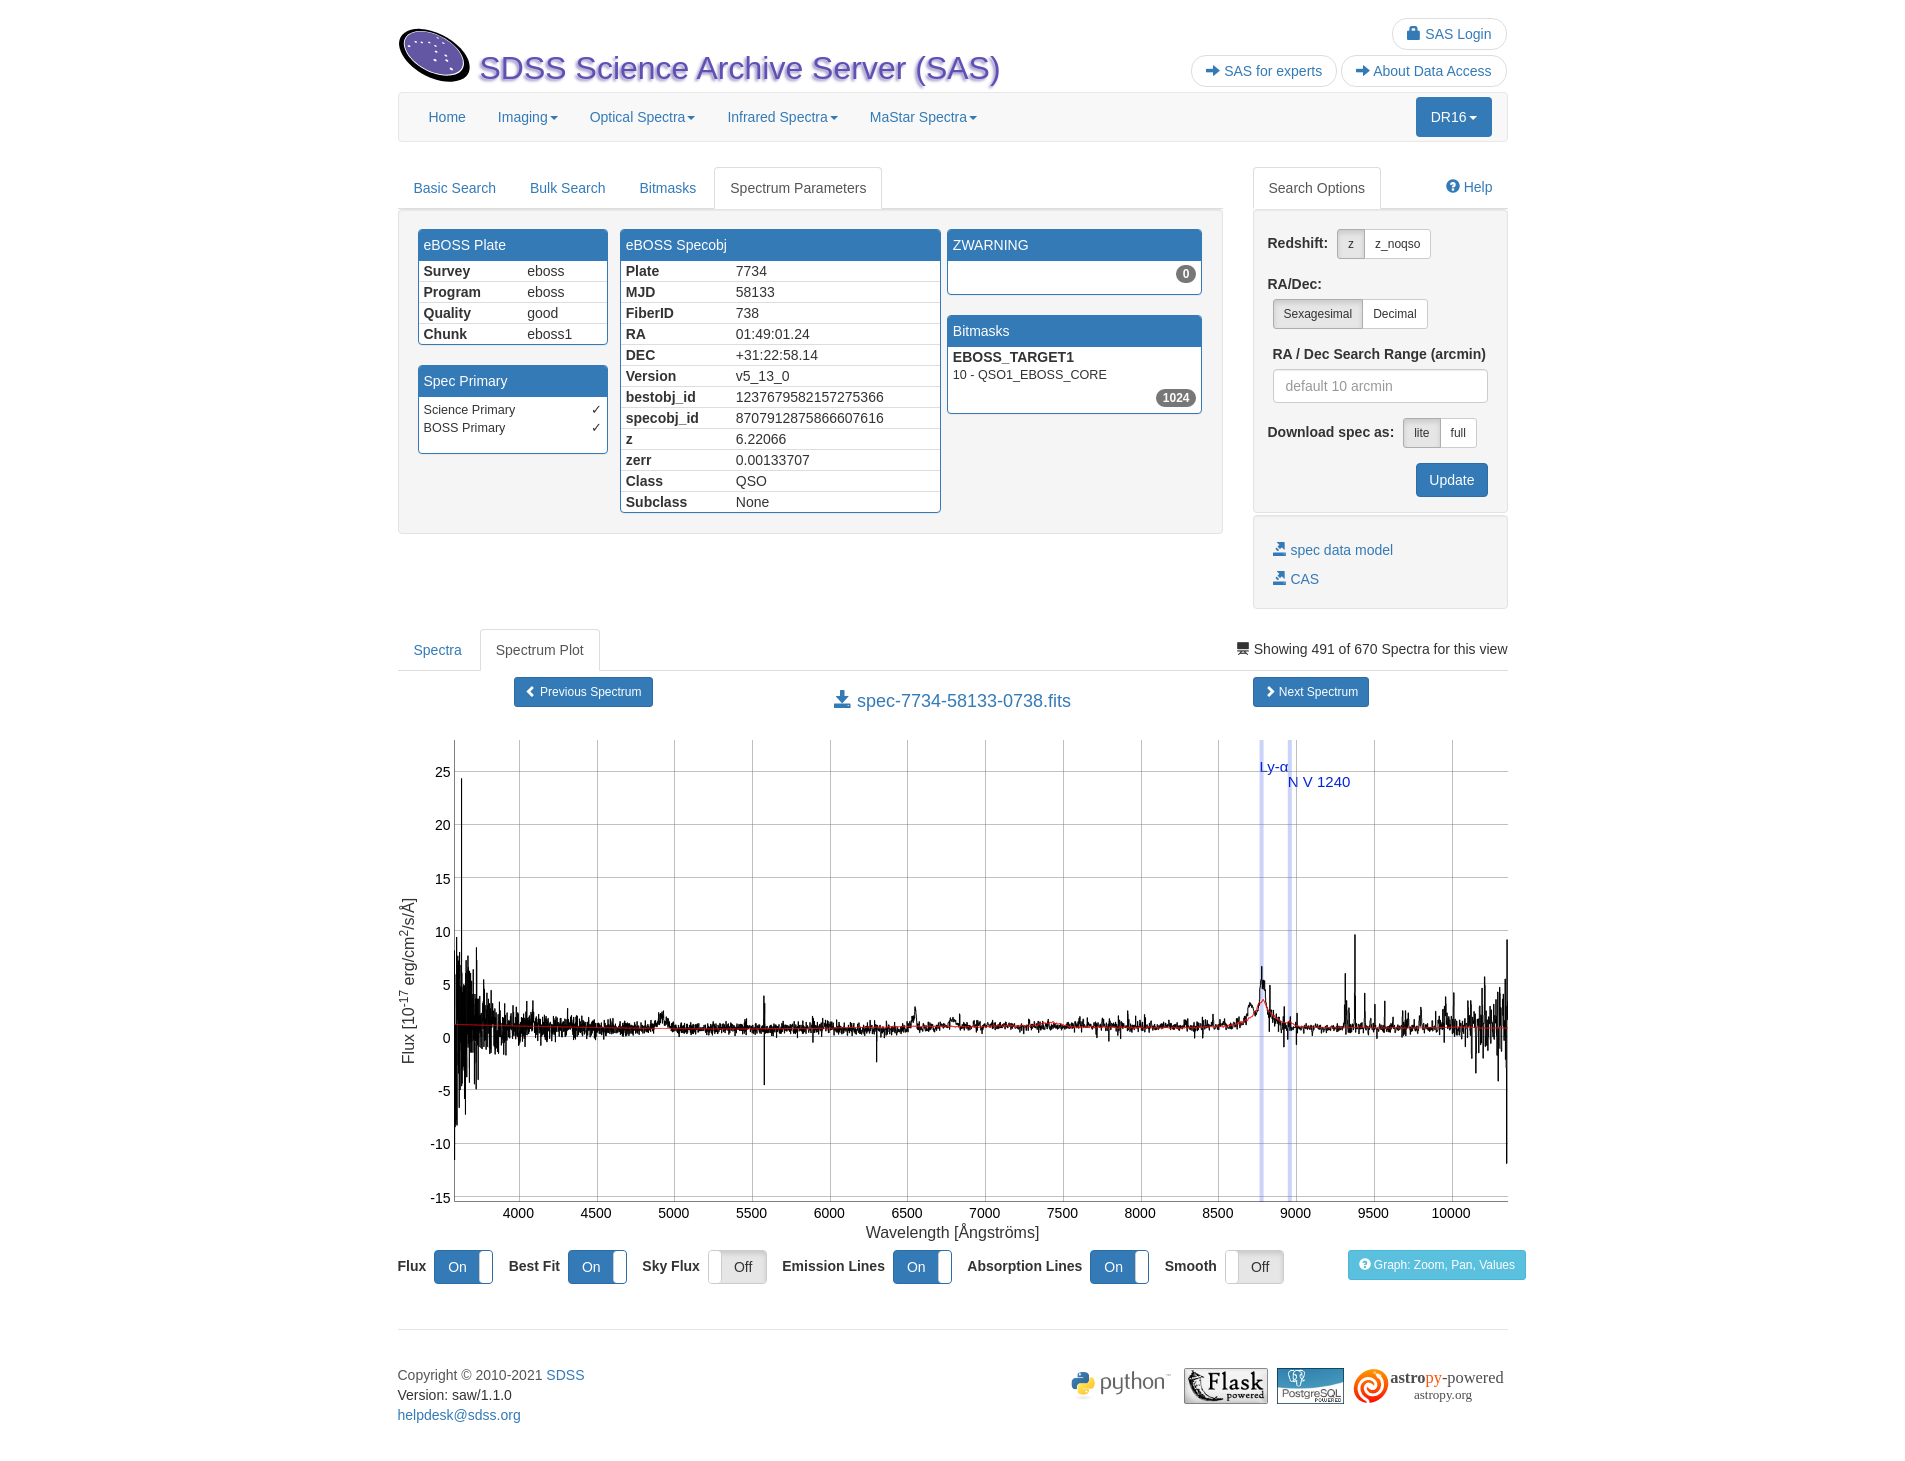 SAS Login
SDSS Science Archive Server (SAS)
SAS for experts
About Data Access
Home Imaging Optical Spectra Infrared Spectra MaStar Spectra DR16
Basic Search Bulk Search Bitmasks Spectrum Parameters
Search Options Help
eBOSS Plate
Survey eboss
Program eboss
Quality good
Chunk eboss1
Spec Primary
Science Primary ✓
BOSS Primary ✓
eBOSS Specobj
Plate 7734
MJD 58133
FiberID 738
RA 01:49:01.24
DEC +31:22:58.14
Version v5_13_0
bestobj_id 1237679582157275366
specobj_id 8707912875866607616
z 6.22066
zerr 0.00133707
Class QSO
Subclass None
ZWARNING
0
Bitmasks
EBOSS_TARGET1
10 - QSO1_EBOSS_CORE
1024
Redshift: z z_noqso
RA/Dec:
Sexagesimal Decimal
RA / Dec Search Range (arcmin)
default 10 arcmin
Download spec as: lite full
Update
spec data model
CAS
Spectra Spectrum Plot
Showing 491 of 670 Spectra for this view
Previous Spectrum
spec-7734-58133-0738.fits
Next Spectrum
Ly-α
N V 1240
25
20
15
10
5
0
-5
-10
-15
Flux [10-17 erg/cm2/s/Å]
4000 4500 5000 5500 6000 6500 7000 7500 8000 8500 9000 9500 10000
Wavelength [Ångströms]
Flux On Best Fit On Sky Flux Off Emission Lines On Absorption Lines On Smooth Off
Graph: Zoom, Pan, Values
Copyright © 2010-2021 SDSS
Version: saw/1.1.0
helpdesk@sdss.org
python
Flask
powered
PostgreSQL
POWERED
astropy-powered
astropy.org